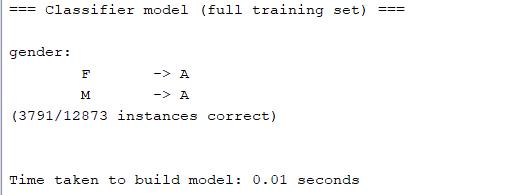 === Classifier model (full training set) ===
gender:
F -> A
M -> A
(3791/12873 instances correct)
Time taken to build model: 0.01 seconds